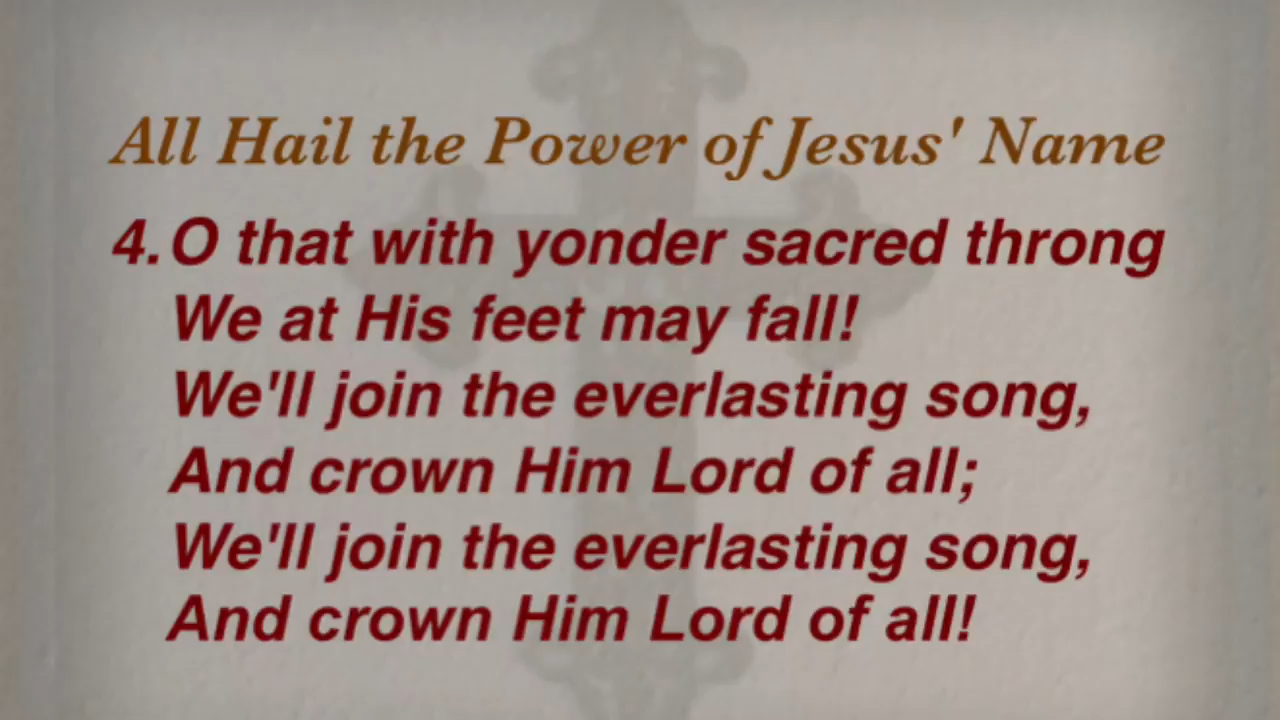 All Hail the Power of Jesus' Name
4. O that with yonder sacred throng
We at His feet may fall!
We'll join the everlasting song,
And crown Him Lord of all;
We'll join the everlasting song,
And crown Him Lord of all!